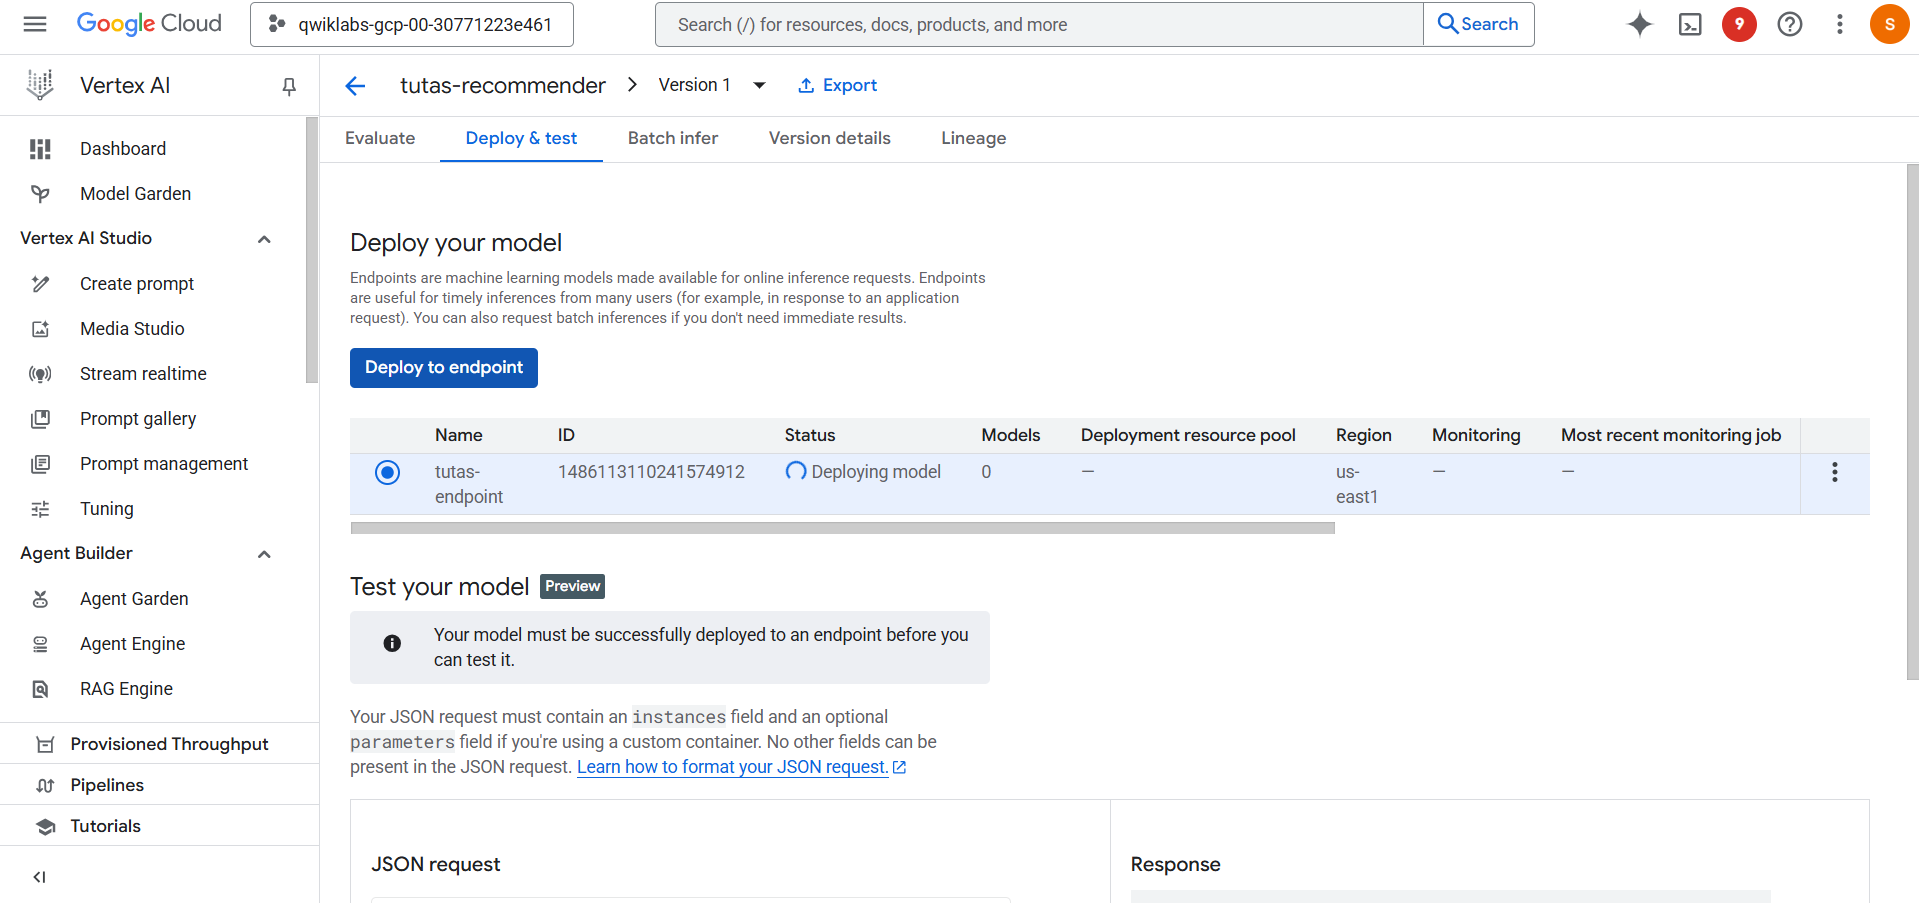 Google Cloud
qwiklabs-gcp-00-30771223e461
Search (/) for resources, docs, products, and more
Search
9
S
Vertex AI
tutas-recommender
Version 1
Export
Dashboard
Model Garden
Vertex AI Studio
Create prompt
Media Studio
Stream realtime
Prompt gallery
Prompt management
Tuning
Agent Builder
Agent Garden
Agent Engine
RAG Engine
Provisioned Throughput
Pipelines
Tutorials
Evaluate
Deploy & test
Batch infer
Version details
Lineage
Deploy your model
Endpoints are machine learning models made available for online inference requests. Endpoints
are useful for timely inferences from many users (for example, in response to an application
request). You can also request batch inferences if you don't need immediate results.
Deploy to endpoint
Name ID Status Models Deployment resource pool Region Monitoring Most recent monitoring job
tutas- 1486113110241574912 Deploying model 0 — us- — —
endpoint east1
Test your model Preview
Your model must be successfully deployed to an endpoint before you
can test it.
Your JSON request must contain an instances field and an optional
parameters field if you're using a custom container. No other fields can be
present in the JSON request. Learn how to format your JSON request.
JSON request
Response